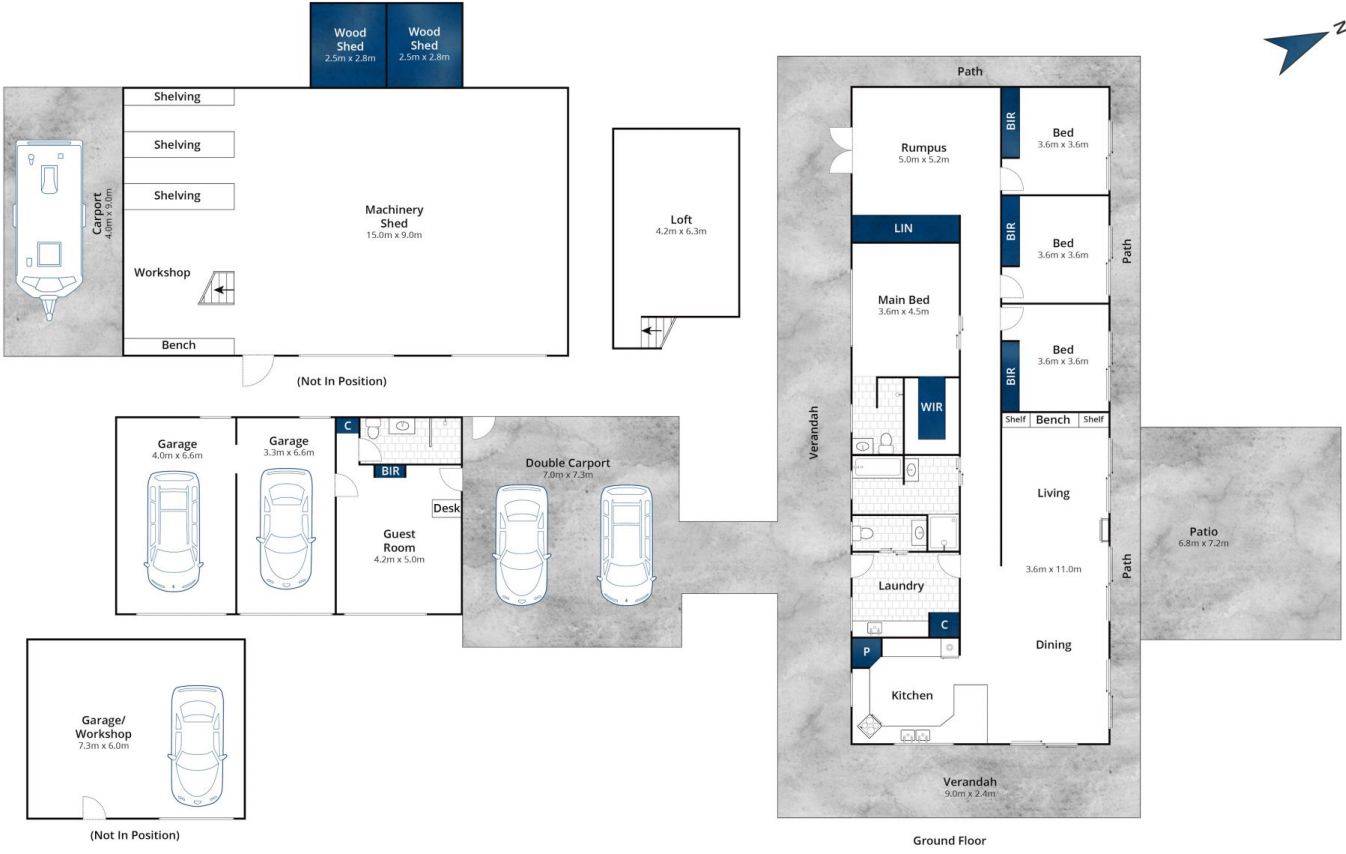 Wood
Shed
2.5m x 2.8m
Wood
Shed
2.5m x 2.8m
Shelving
Shelving
Shelving
Carport
4.0m x 9.0m
Machinery
Shed
15.0m x 9.0m
Workshop
Bench
(Not In Position)
Loft
4.2m x 6.3m
Garage
4.0m x 6.6m
Garage
3.3m x 6.6m
C
BIR
Desk
Guest
Room
4.2m x 5.0m
Double Carport
7.0m x 7.3m
Garage/
Workshop
7.3m x 6.0m
(Not In Position)
N
Path
Rumpus
5.0m x 5.2m
BIR
Bed
3.6m x 3.6m
LIN
BIR
Bed
3.6m x 3.6m
Path
Main Bed
3.6m x 4.5m
BIR
Bed
3.6m x 3.6m
WIR
Shelf
Bench
Shelf
Verandah
Living
3.6m x 11.0m
Path
Patio
6.8m x 7.2m
Laundry
C
Dining
P
Kitchen
Verandah
9.0m x 2.4m
Ground Floor